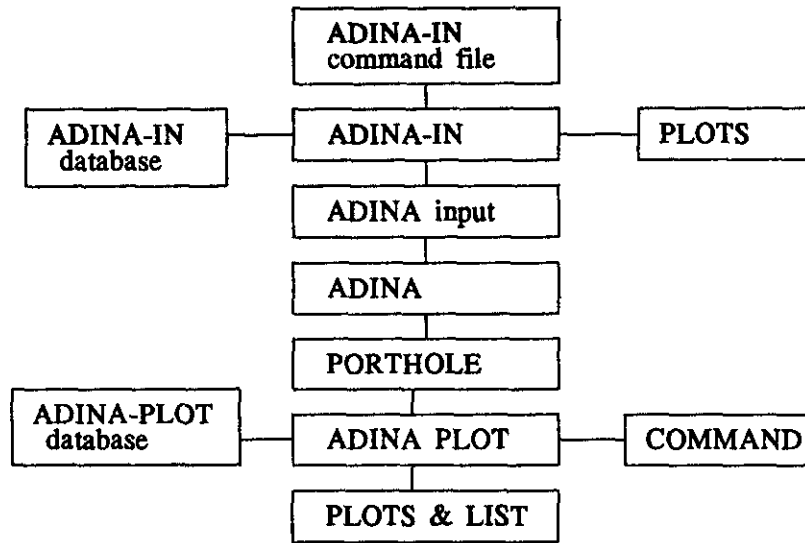 ADINA-IN
command file
ADINA-IN
database
ADINA-IN
PLOTS
ADINA input
ADINA
PORTHOLE
ADINA-PLOT
database
ADINA PLOT
COMMAND
PLOTS & LIST